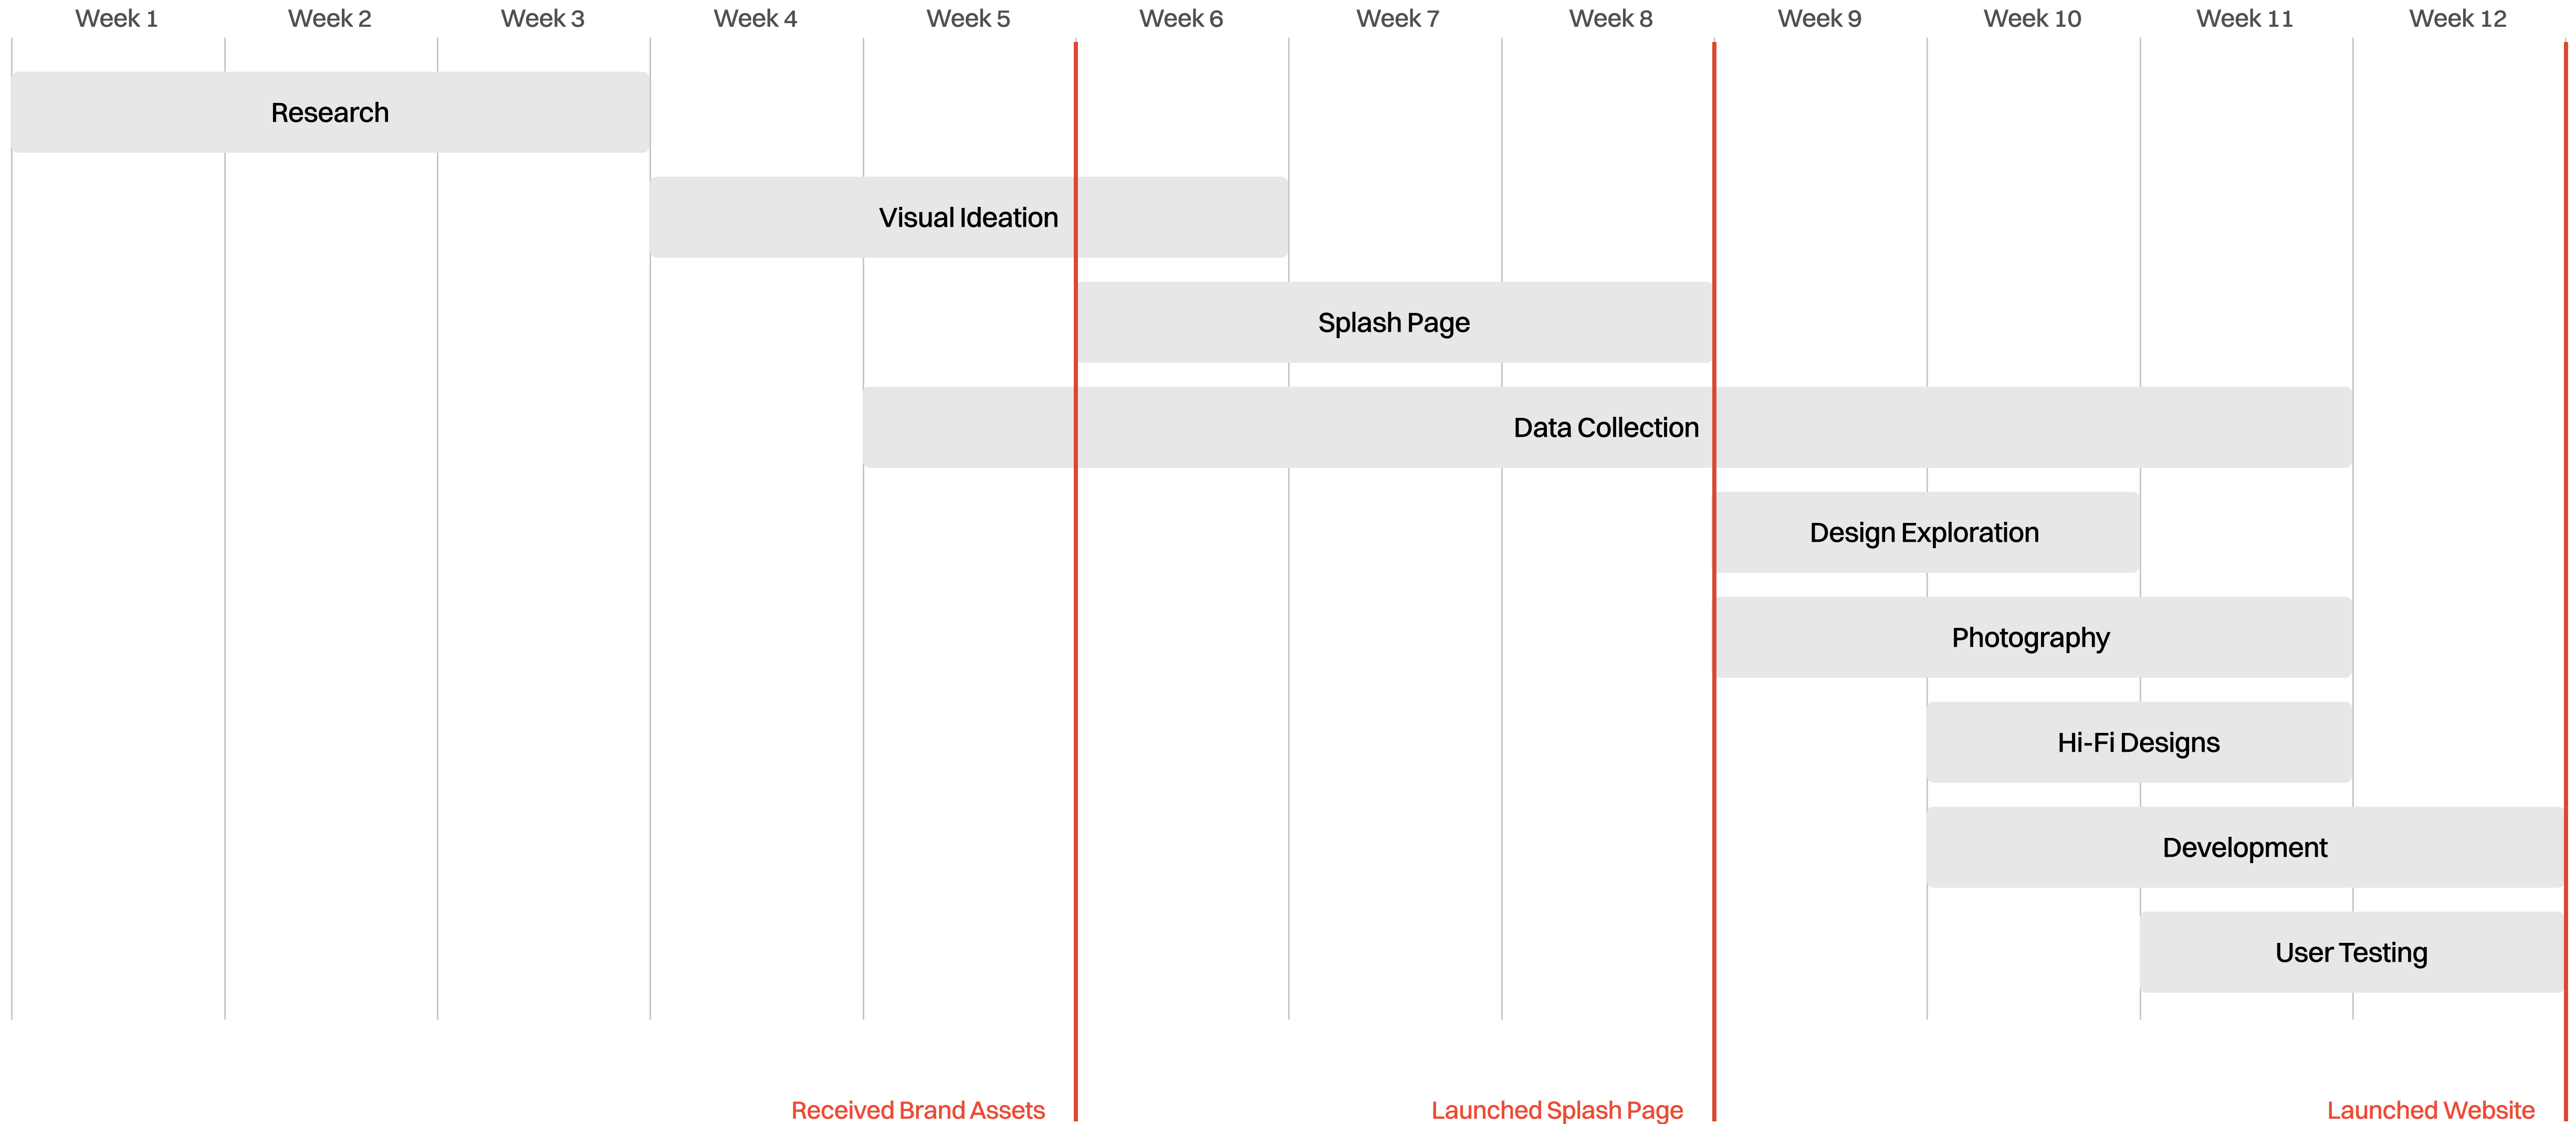 Week 1
Week 2
Week 3
Week 4
Week 5
Week 6
Week 7
Week 8
Week 9
Week 10
Week 11
Week 12
Research
Visual Ideation
Splash Page
Data Collection
Design Exploration
Photography
Hi-Fi Designs
Development
User Testing
Received Brand Assets
Launched Splash Page
Launched Website